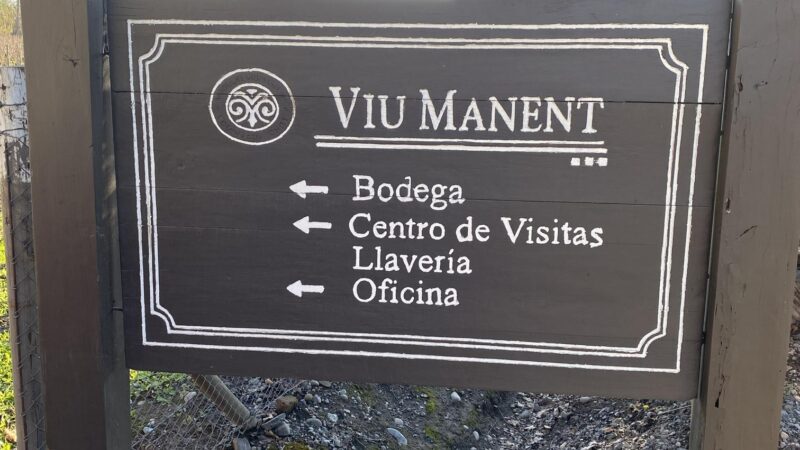 VIU MANENT
← Bodega
← Centro de Visitas
Llavería
← Oficina